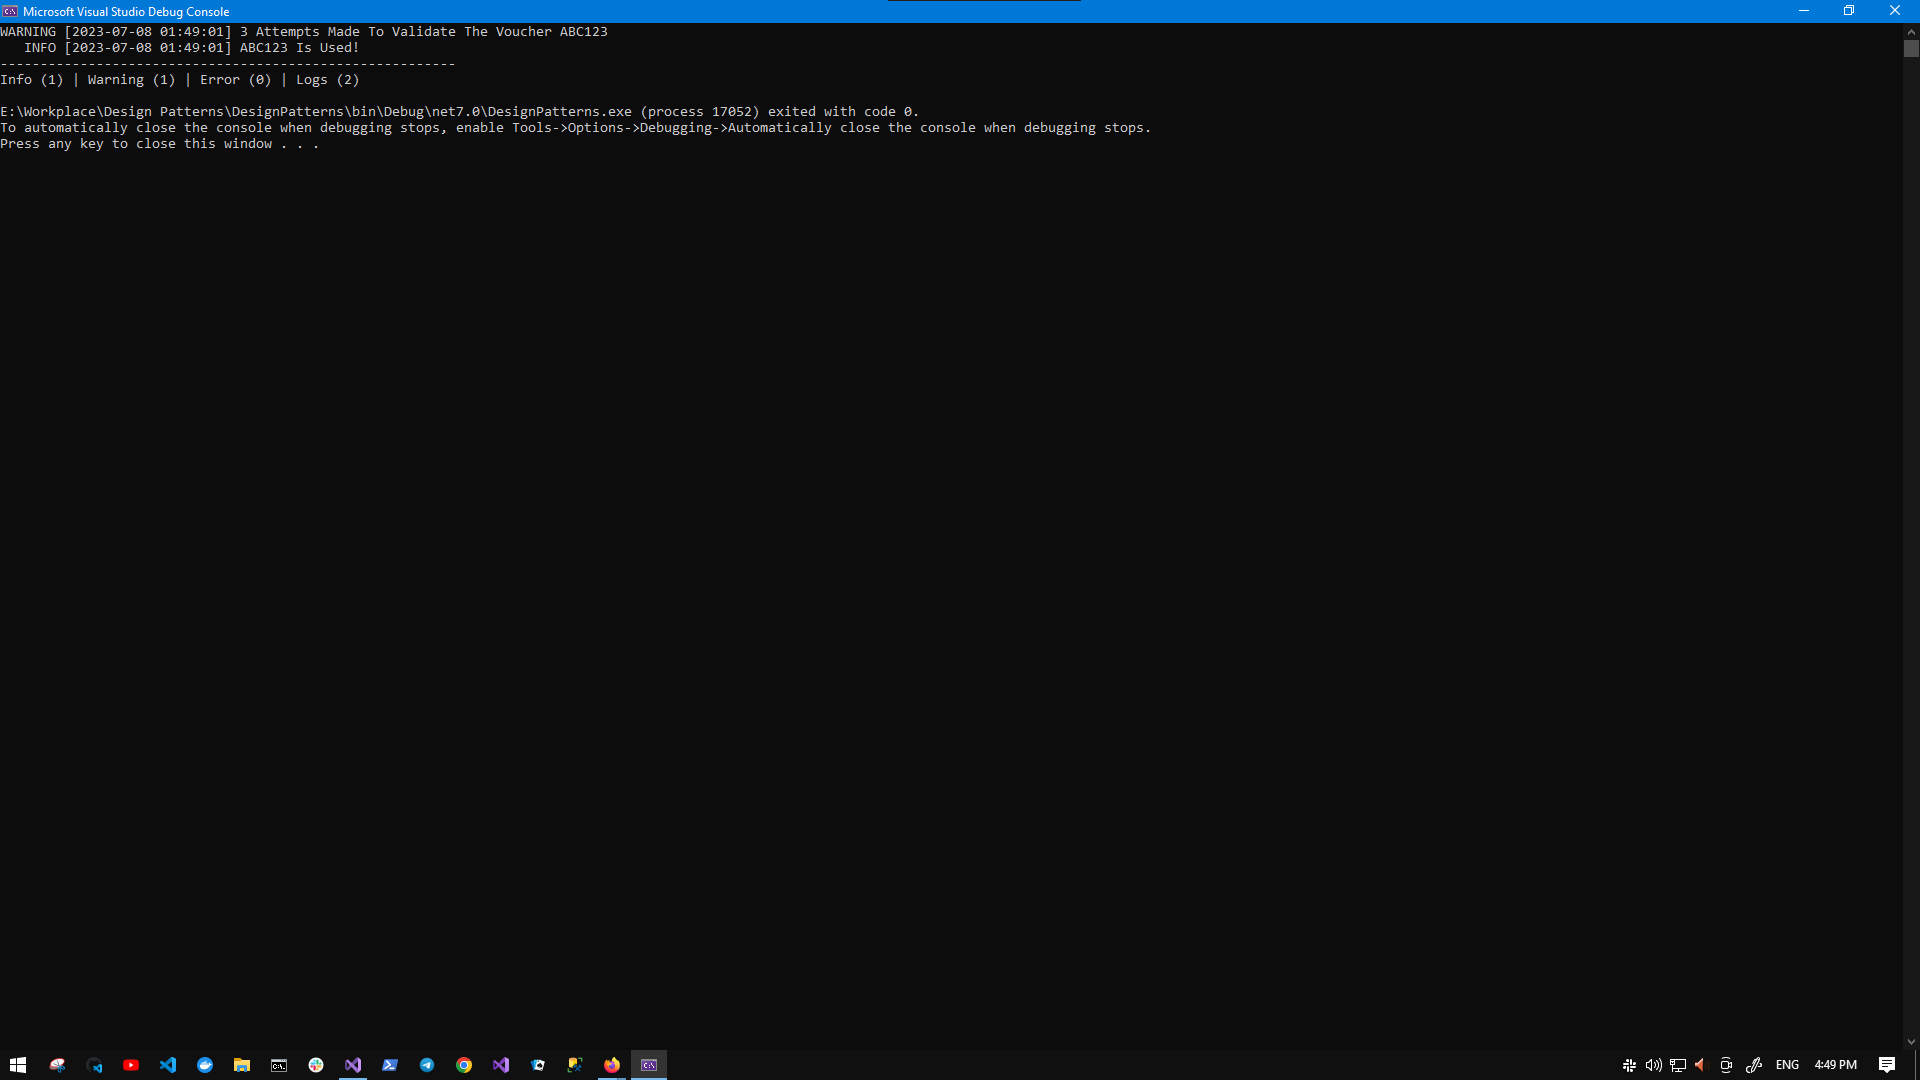 Microsoft Visual Studio Debug Console
WARNING [2023-07-08 01:49:01] 3 Attempts Made To Validate The Voucher ABC123
   INFO [2023-07-08 01:49:01] ABC123 Is Used!
---------------------------------------------------------
Info (1) | Warning (1) | Error (0) | Logs (2)
E:\Workplace\Design Patterns\DesignPatterns\bin\Debug\net7.0\DesignPatterns.exe (process 17052) exited with code 0.
To automatically close the console when debugging stops, enable Tools->Options->Debugging->Automatically close the console when debugging stops.
Press any key to close this window . . .
ENG
4:49 PM